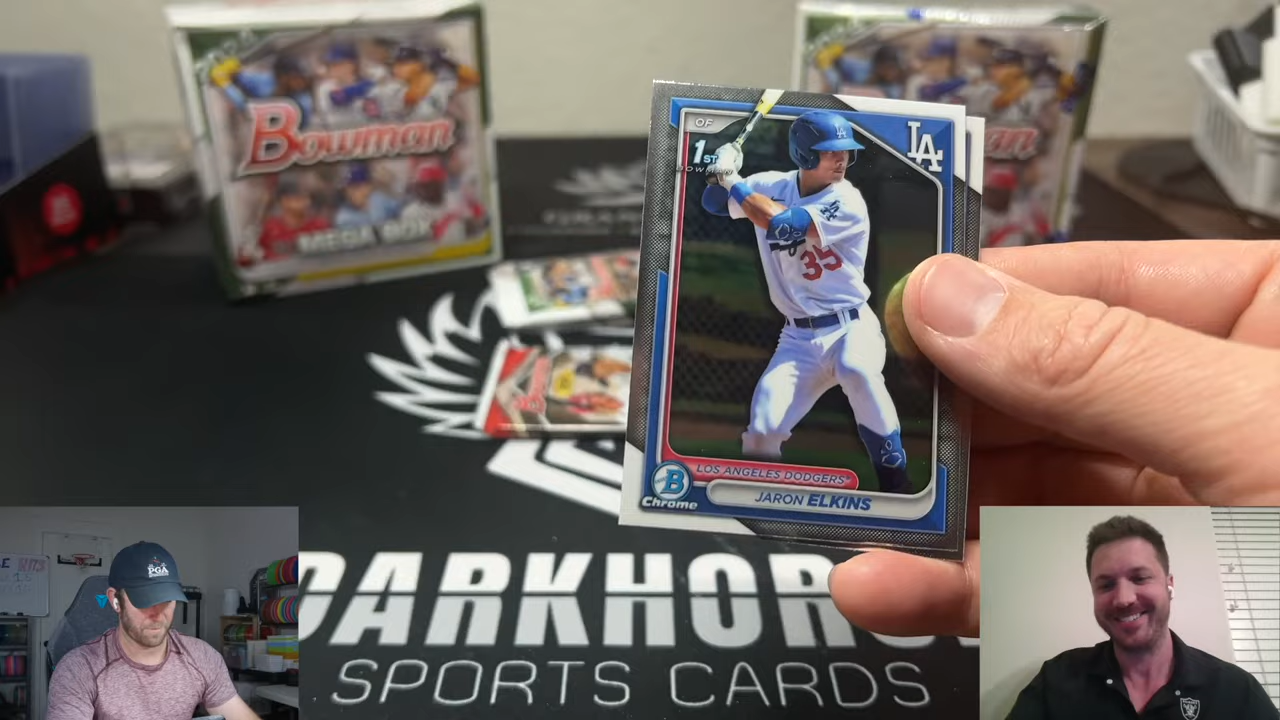 Bowman
MEGA BOX
OF
1ST
BOWMAN
LA
35
LOS ANGELES DODGERS
B
Chrome
JARON ELKINS
PGA
DARKHOR
SPORTS CARDS